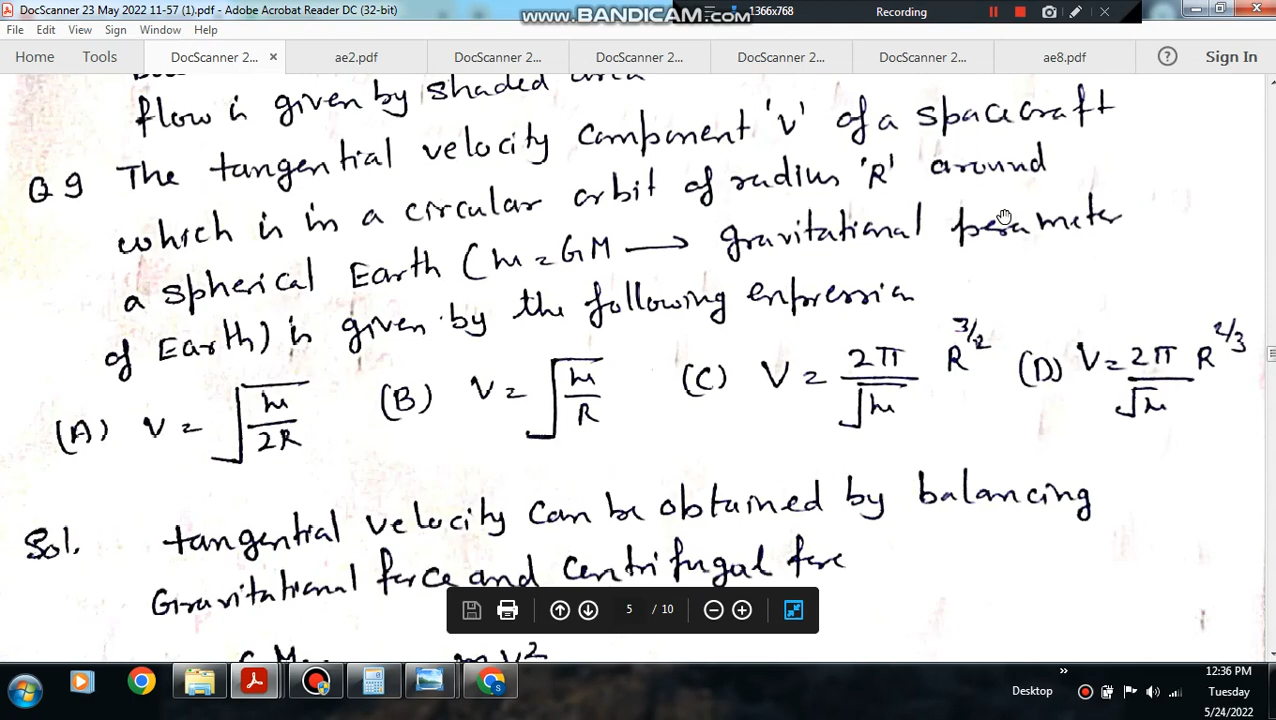 DocScanner 23 May 2022 11-57 (1).pdf - Adobe Acrobat Reader DC (32-bit)
www.BANDICAM.com
1366x768
Recording
File Edit View Sign Window Help
Home Tools DocScanner 2... × ae2.pdf DocScanner 2... DocScanner 2... DocScanner 2... DocScanner 2... ae8.pdf ? Sign In
flow is given by shaded area
Q 9 The tangential velocity component 'v' of a spacecraft
which is in a circular orbit of radius 'R' around
a spherical Earth (μ = GM → gravitational parameter
of Earth) is given by the following expression
(A) V = √(μ/2R) (B) V = √(μ/R) (C) V = 2π/√μ R^3/2 (D) V = 2π/√μ R^2/3
Sol. tangential velocity can be obtained by balancing
Gravitational force and centrifugal force
5 / 10
mv²
Desktop
»
12:36 PM
Tuesday
5/24/2022